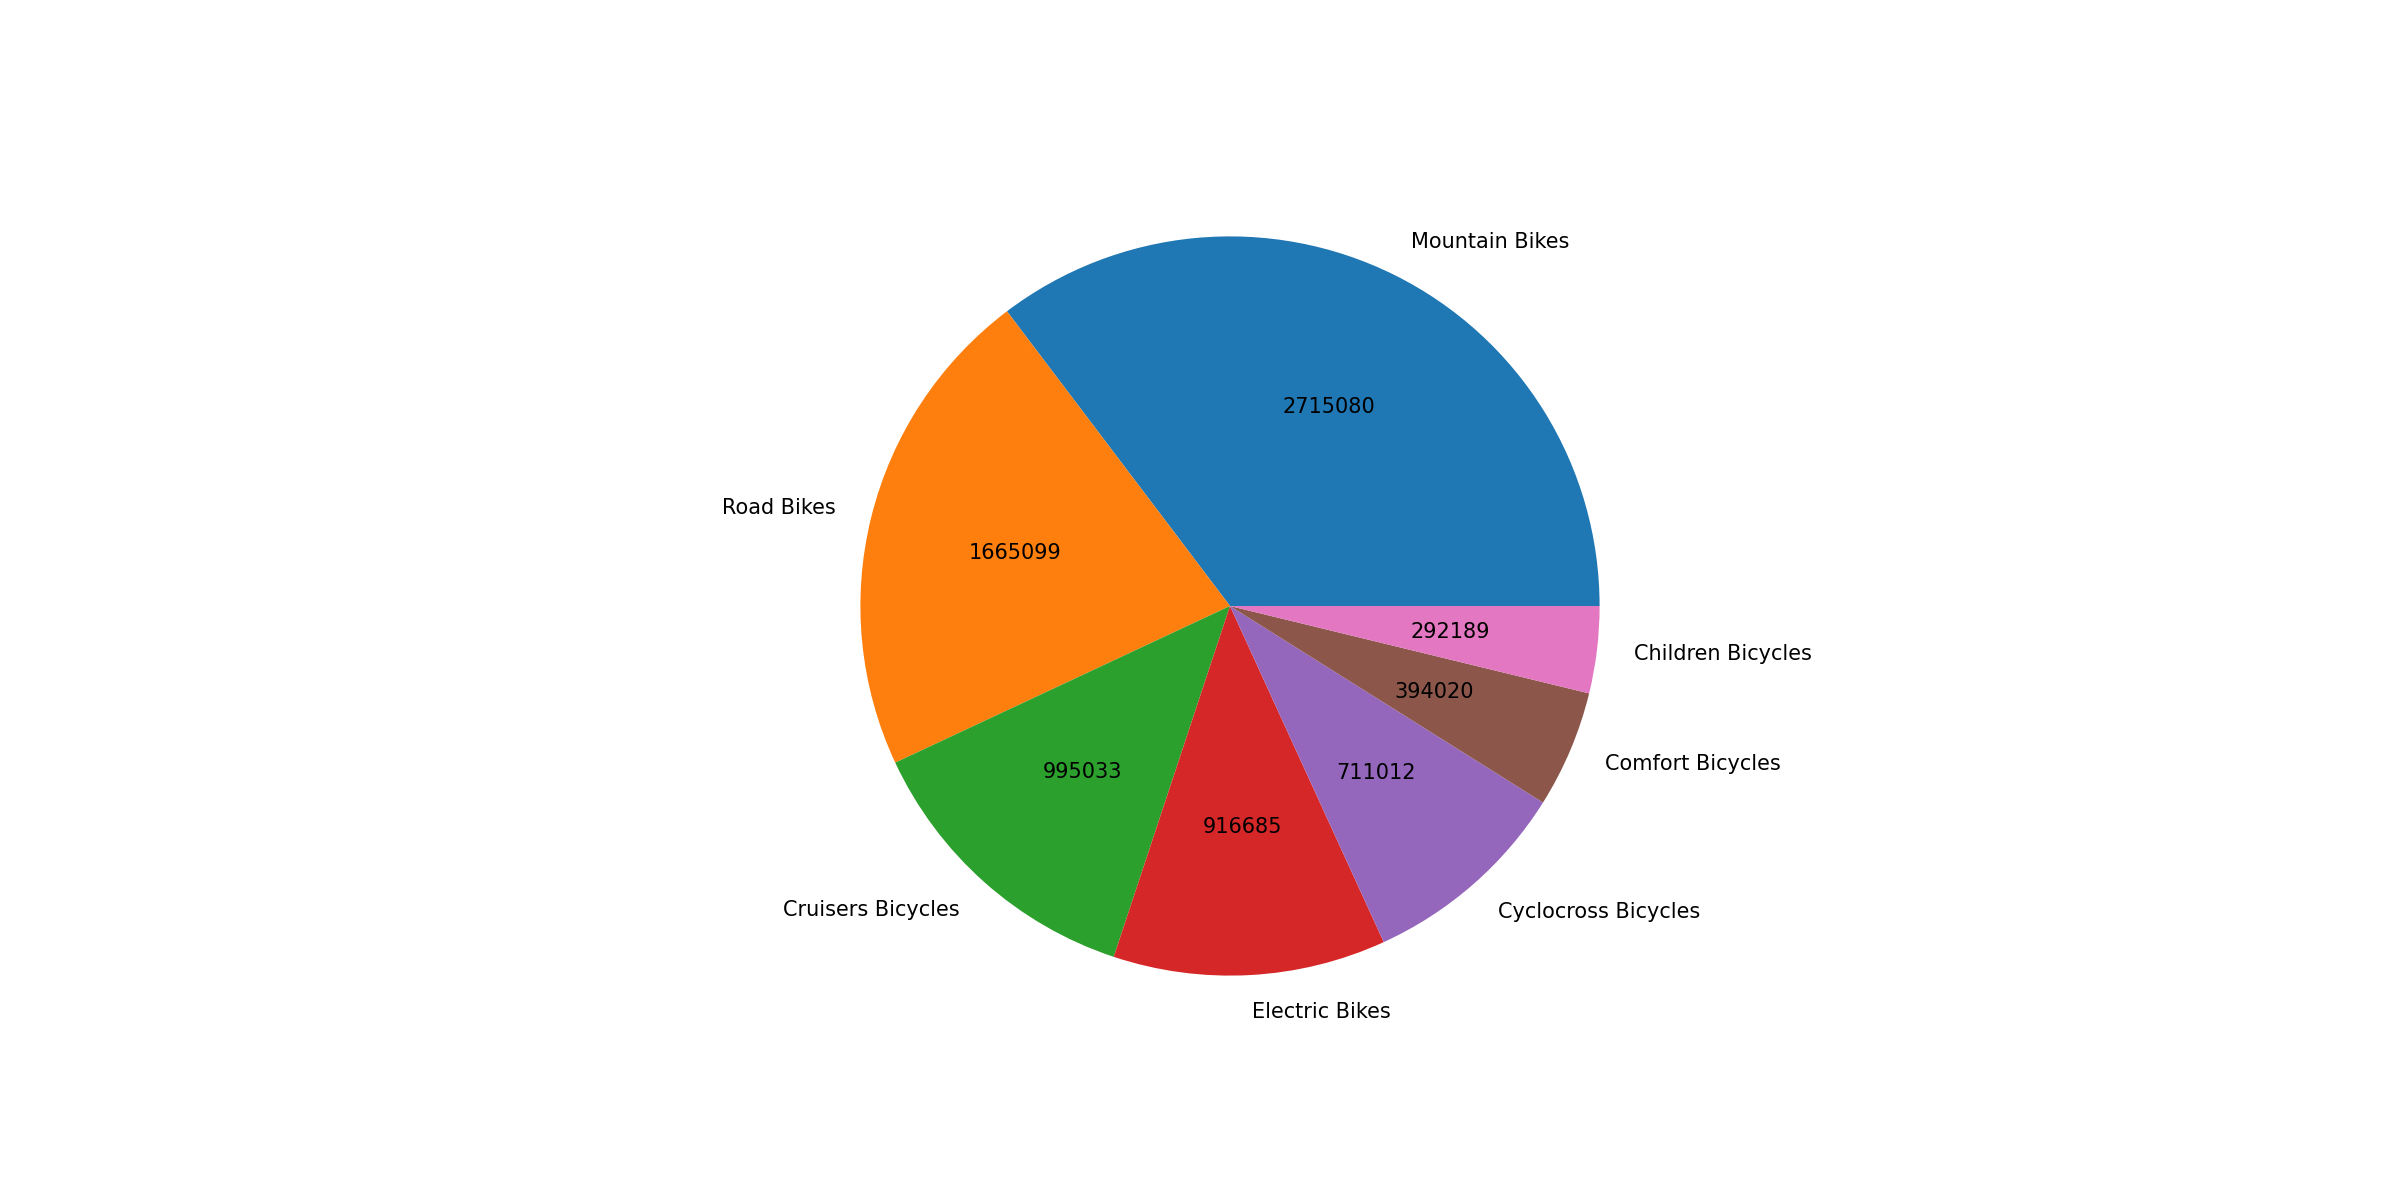 Mountain Bikes
2715080
Road Bikes
1665099
292189
Children Bicycles
394020
Comfort Bicycles
995033
711012
916685
Cruisers Bicycles
Cyclocross Bicycles
Electric Bikes